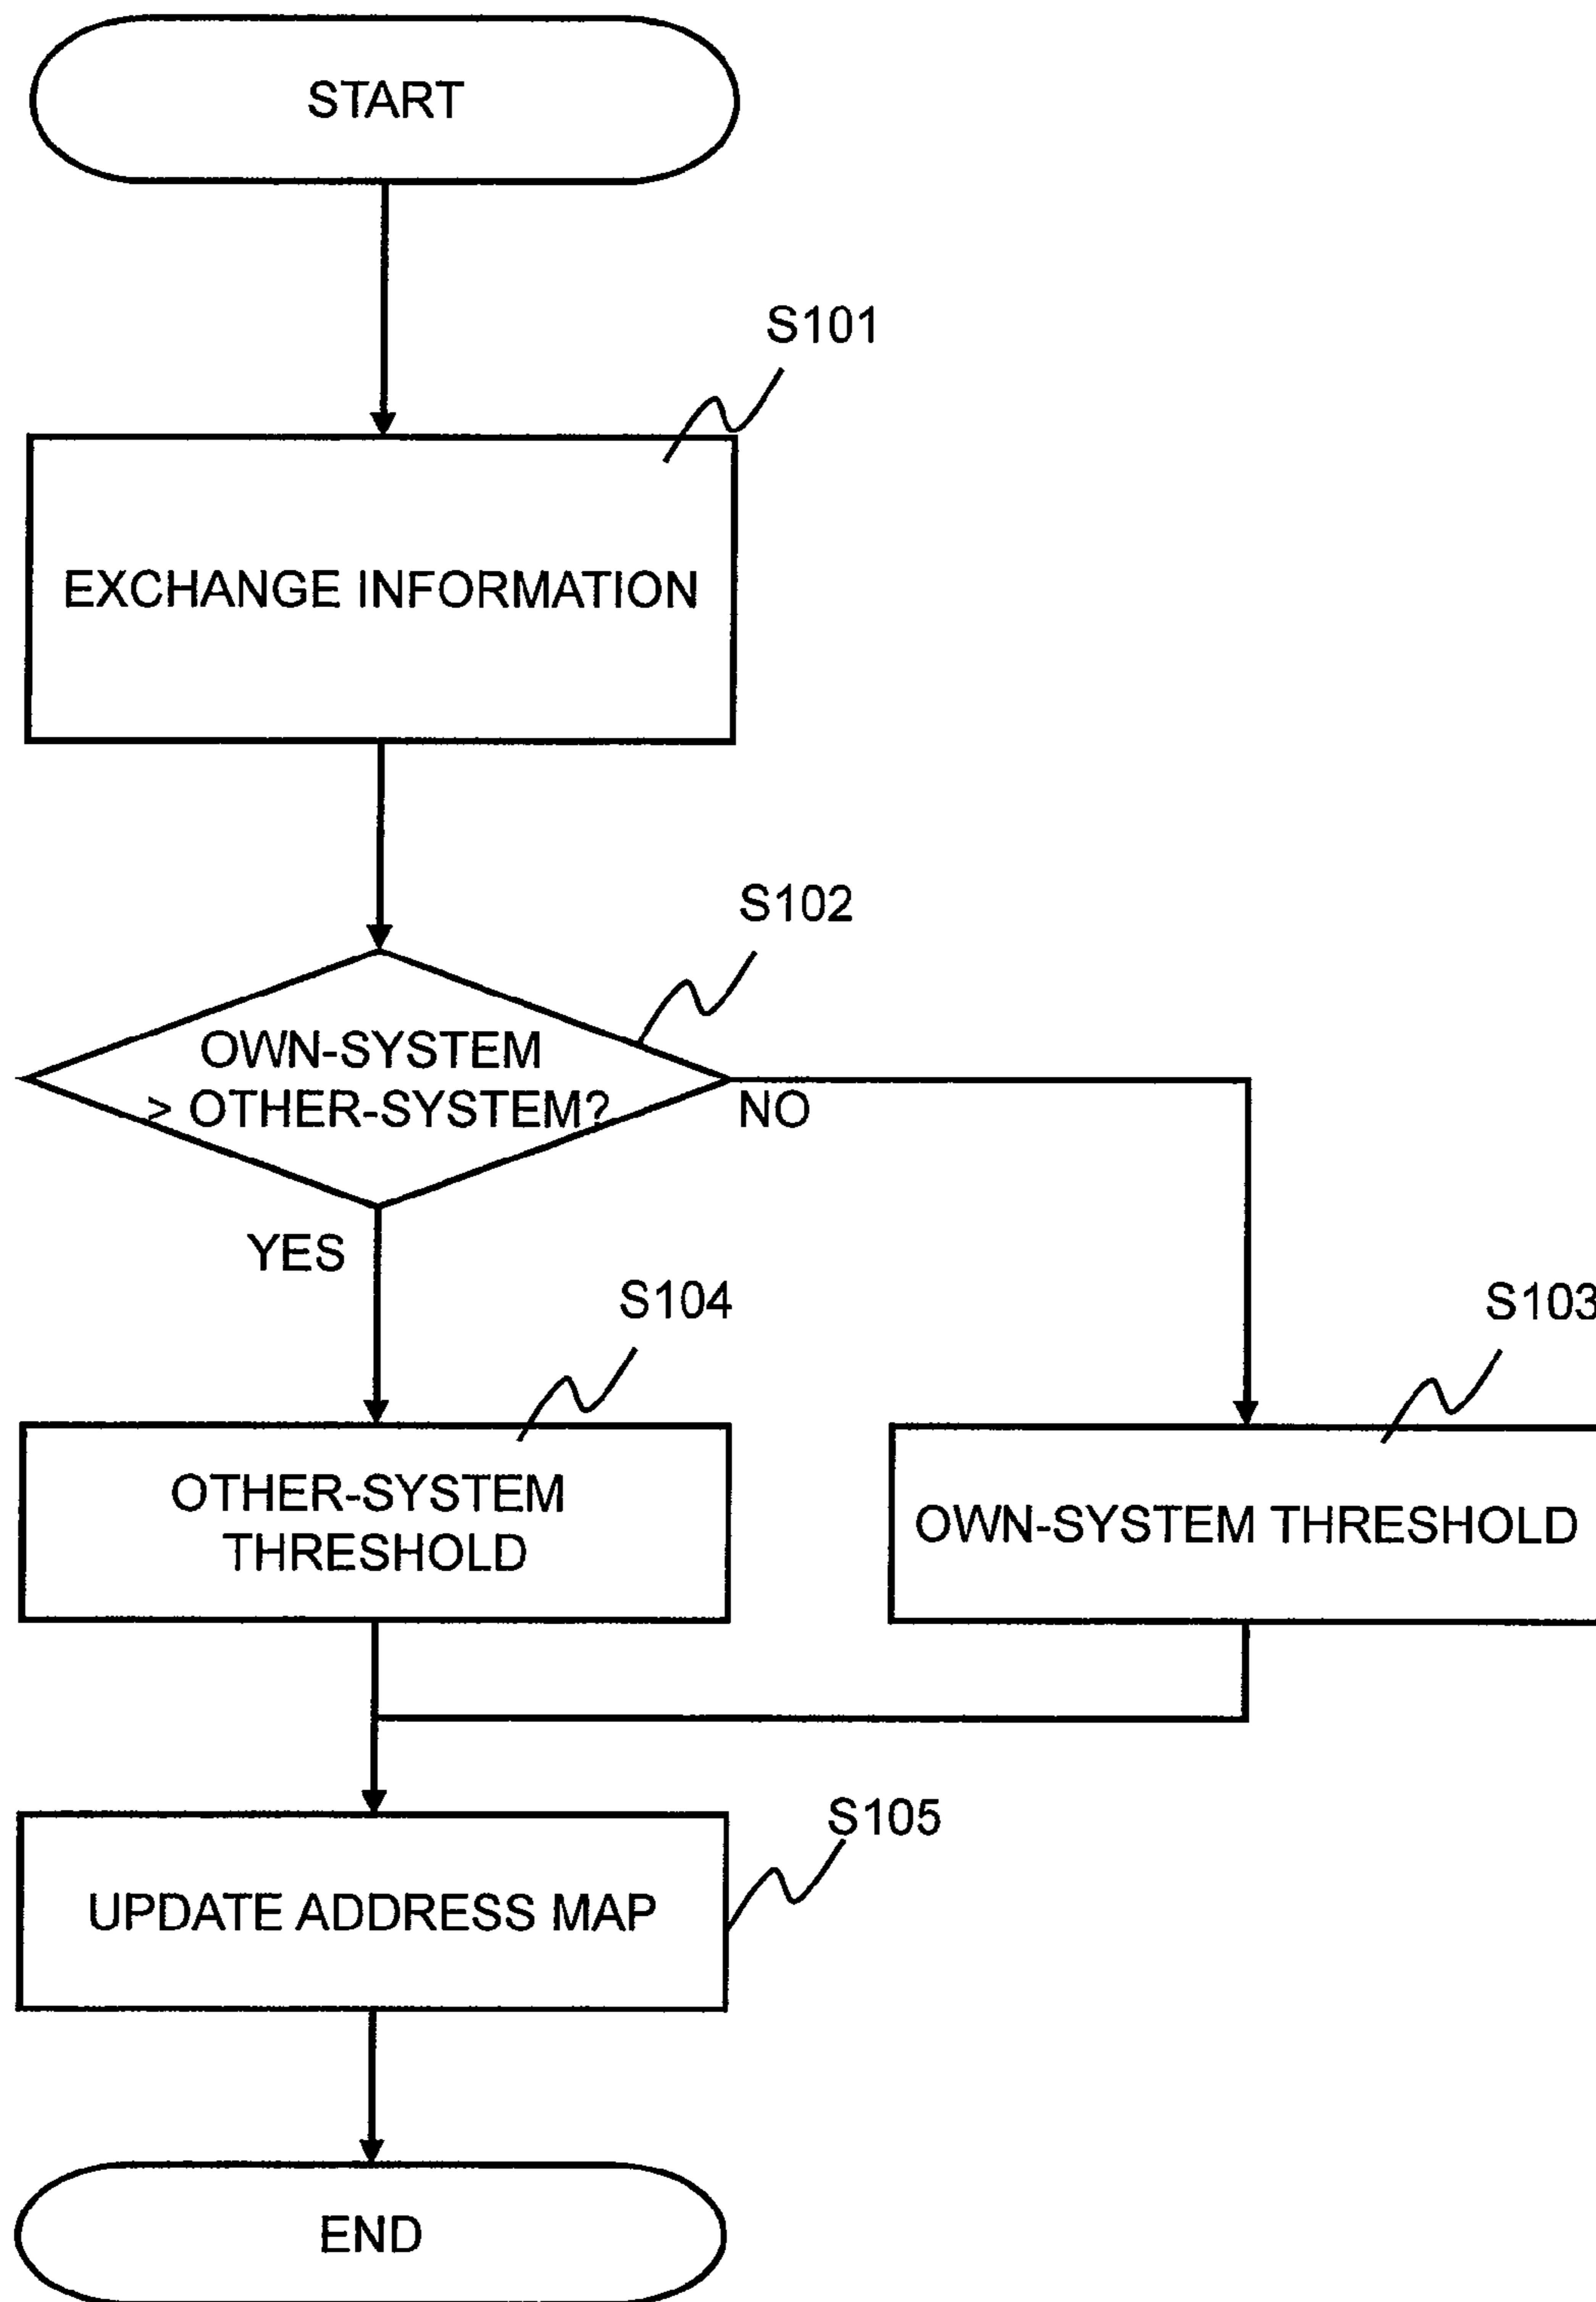 START
S101
EXCHANGE INFORMATION
S102
OWN-SYSTEM
> OTHER-SYSTEM?
NO
YES
S104
S103
OTHER-SYSTEM
THRESHOLD
OWN-SYSTEM THRESHOLD
S105
UPDATE ADDRESS MAP
END